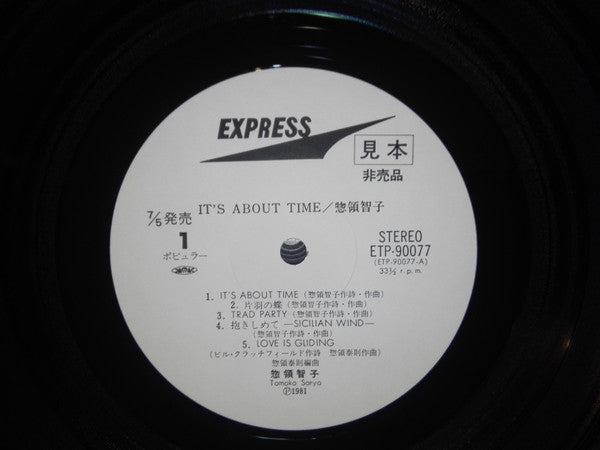 EXPRESS
見本
非売品
IT'S ABOUT TIME/惣領智子
7/5発売
1
ポピュラー
STEREO
ETP-90077
(ETP-90077-A)
33⅓ r.p.m.
1. IT'S ABOUT TIME (惣領智子作詩・作曲)
2. 片羽の蝶 (惣領智子作詩・作曲)
3. TRAD PARTY (惣領智子作詩・作曲)
4. 抱きしめて —SICILIAN WIND—
(惣領智子作詩・作曲)
5. LOVE IS GLIDING
(ビル・クラッチフィールド作詩 惣領泰則作曲)
惣領泰則編曲
惣領智子
Tomoko Soryo
Ⓟ1981